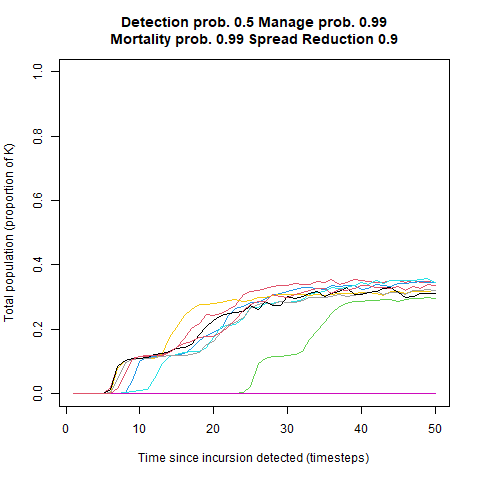 Detection prob. 0.5 Manage prob. 0.99
Mortality prob. 0.99 Spread Reduction 0.9
Total population (proportion of K)
1.0
0.8
0.6
0.4
0.2
0.0
0 10 20 30 40 50
Time since incursion detected (timesteps)